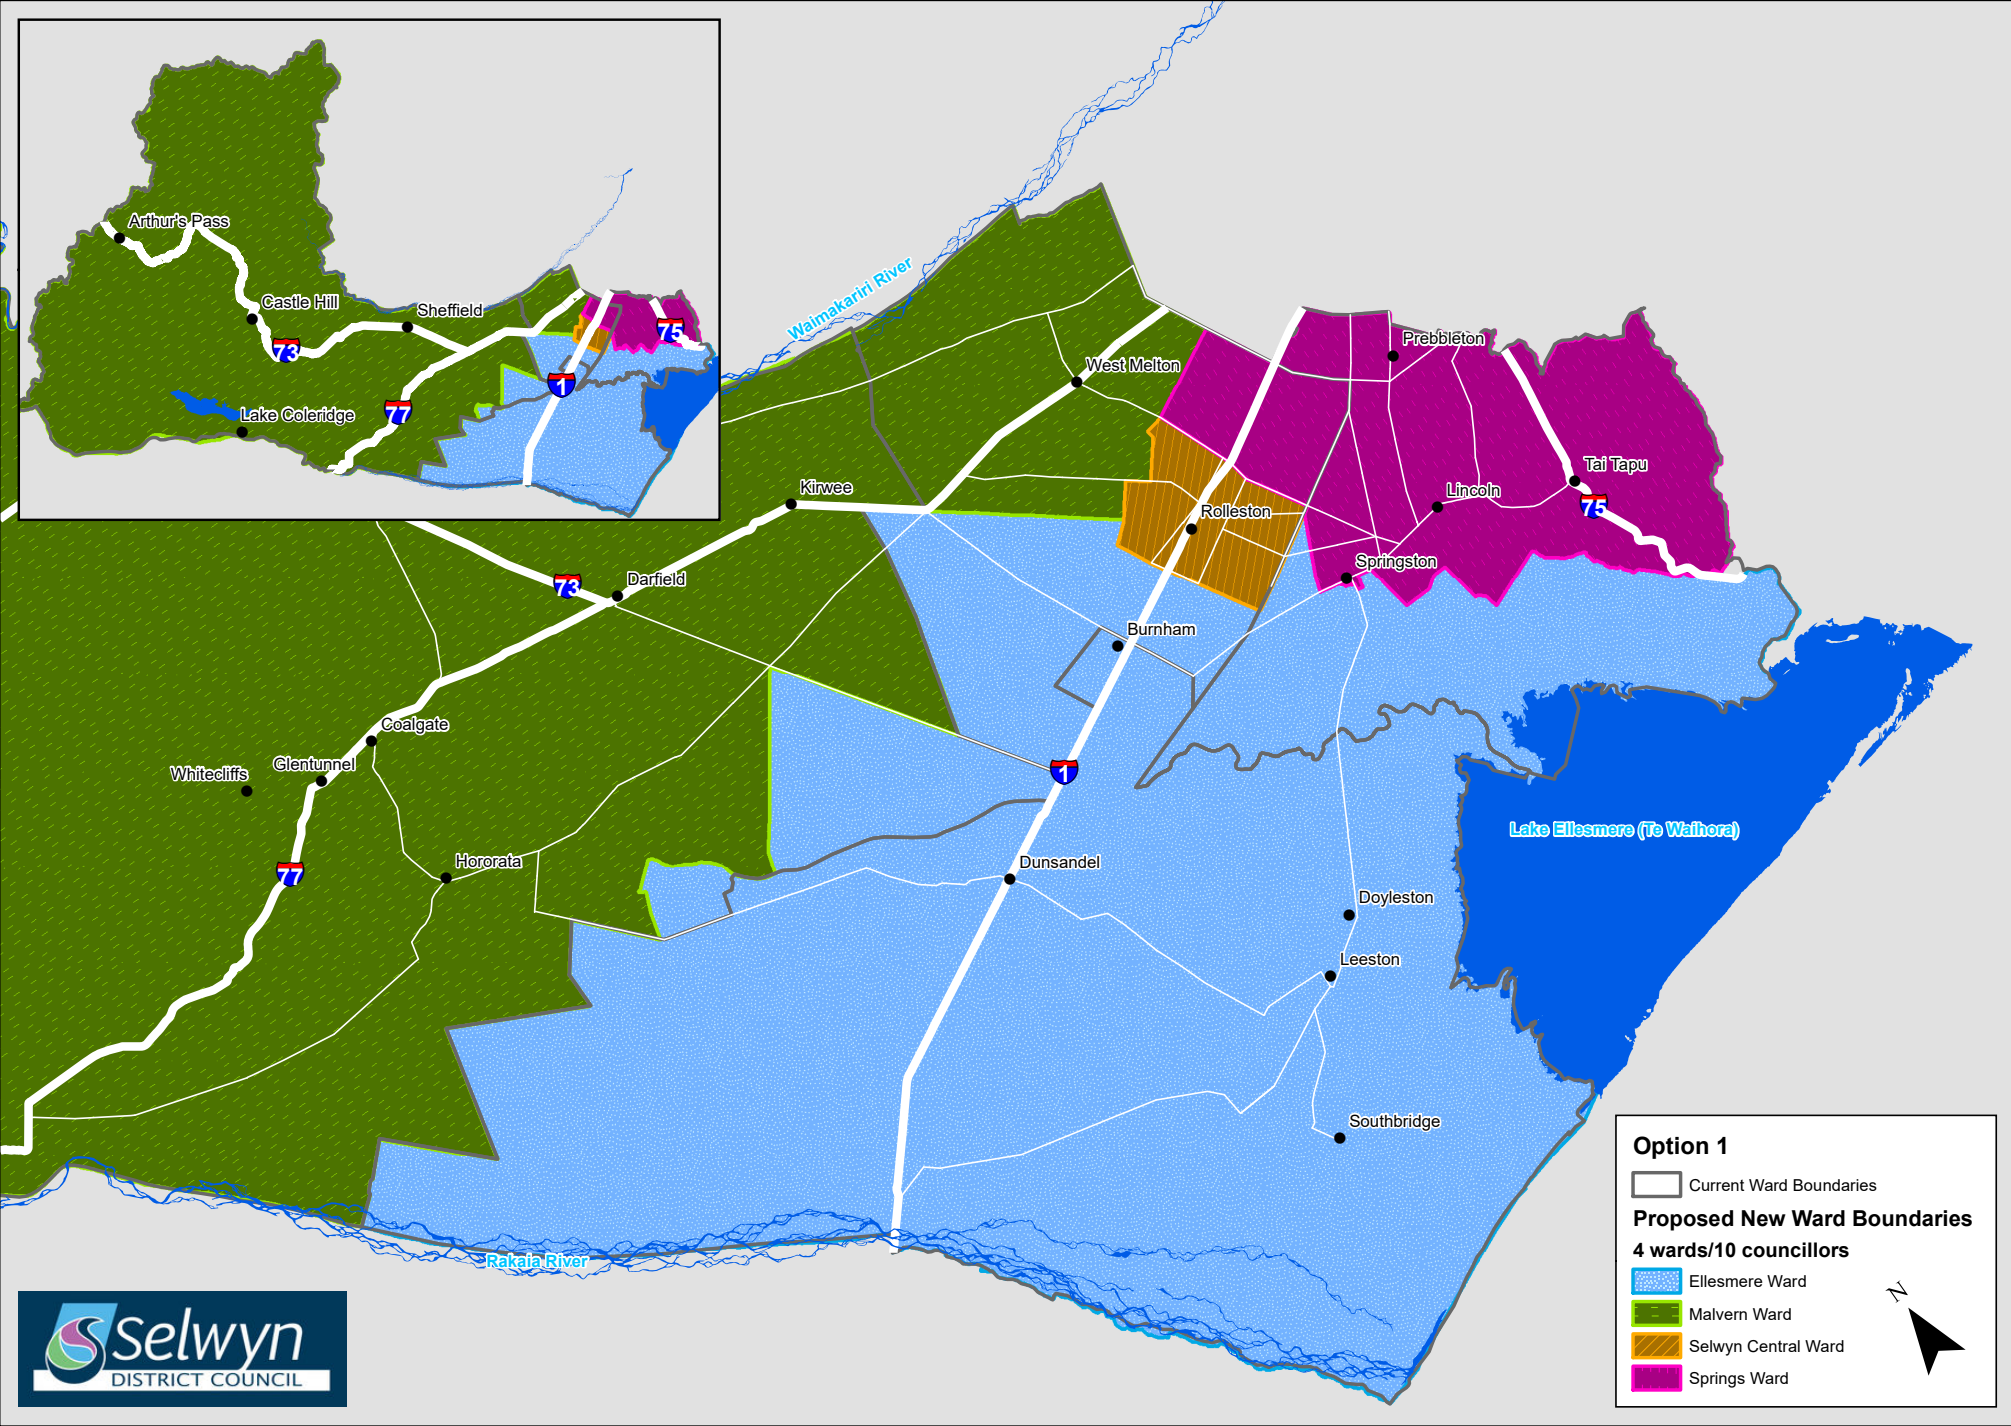 Arthur's Pass
Castle Hill
Sheffield
73
75
1
77
Lake Coleridge
Waimakariri River
West Melton
Prebbleton
Kirwee
Tai Tapu
Lincoln
75
Rolleston
Springston
73
Darfield
Burnham
Coalgate
Glentunnel
Whitecliffs
1
Lake Ellesmere (Te Waihora)
77
Hororata
Dunsandel
Doyleston
Leeston
Southbridge
Rakaia River
Selwyn
DISTRICT COUNCIL
Option 1
Current Ward Boundaries
Proposed New Ward Boundaries
4 wards/10 councillors
Ellesmere Ward
Malvern Ward
Selwyn Central Ward
Springs Ward
N